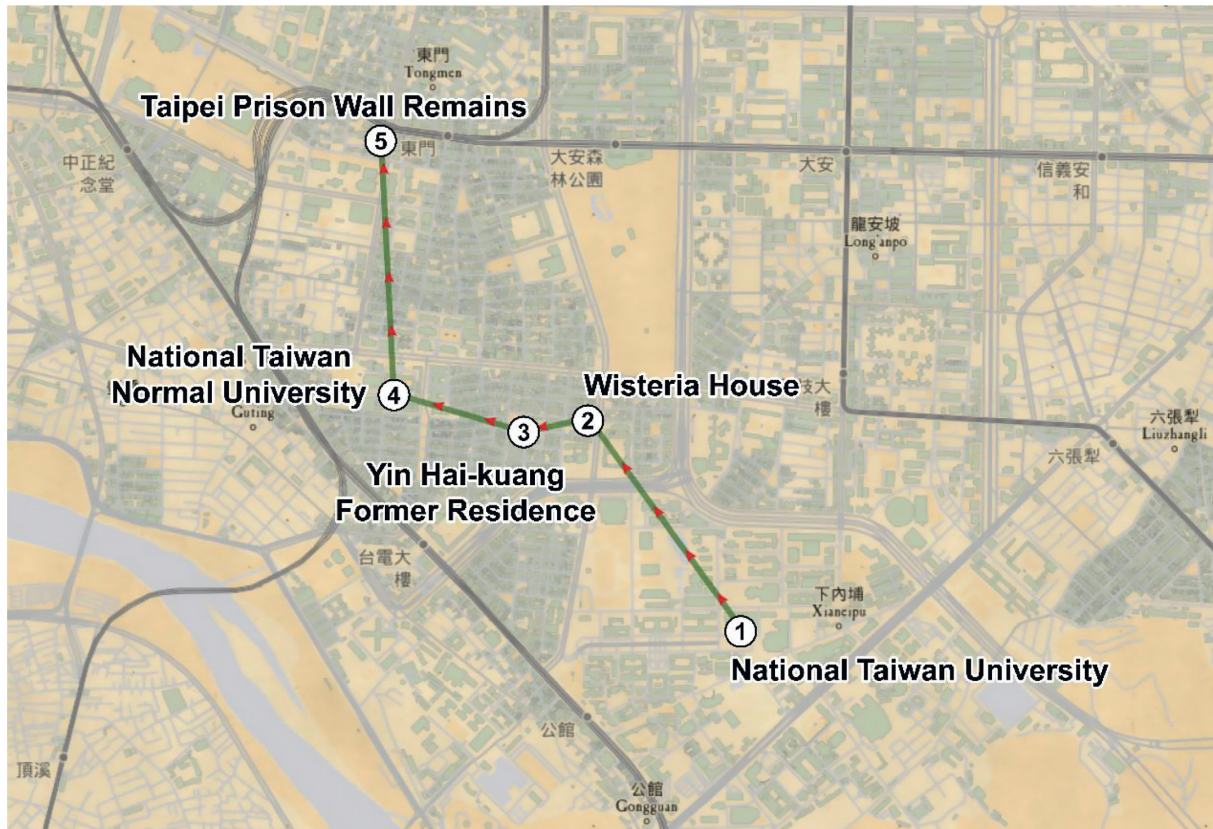 東門
Tongmen
Taipei Prison Wall Remains
5
東門
中正紀
念堂
大安森
林公園
大安
信義安
和
龍安坡
Long'anpo
National Taiwan
Normal University
4
Guting
Wisteria House
2
3
技大
樓
六張犁
Liuzhangli
六張犁
Yin Hai-kuang
Former Residence
台電大
樓
下內埔
Xianeipu
1
National Taiwan University
公館
頂溪
公館
Gongguan